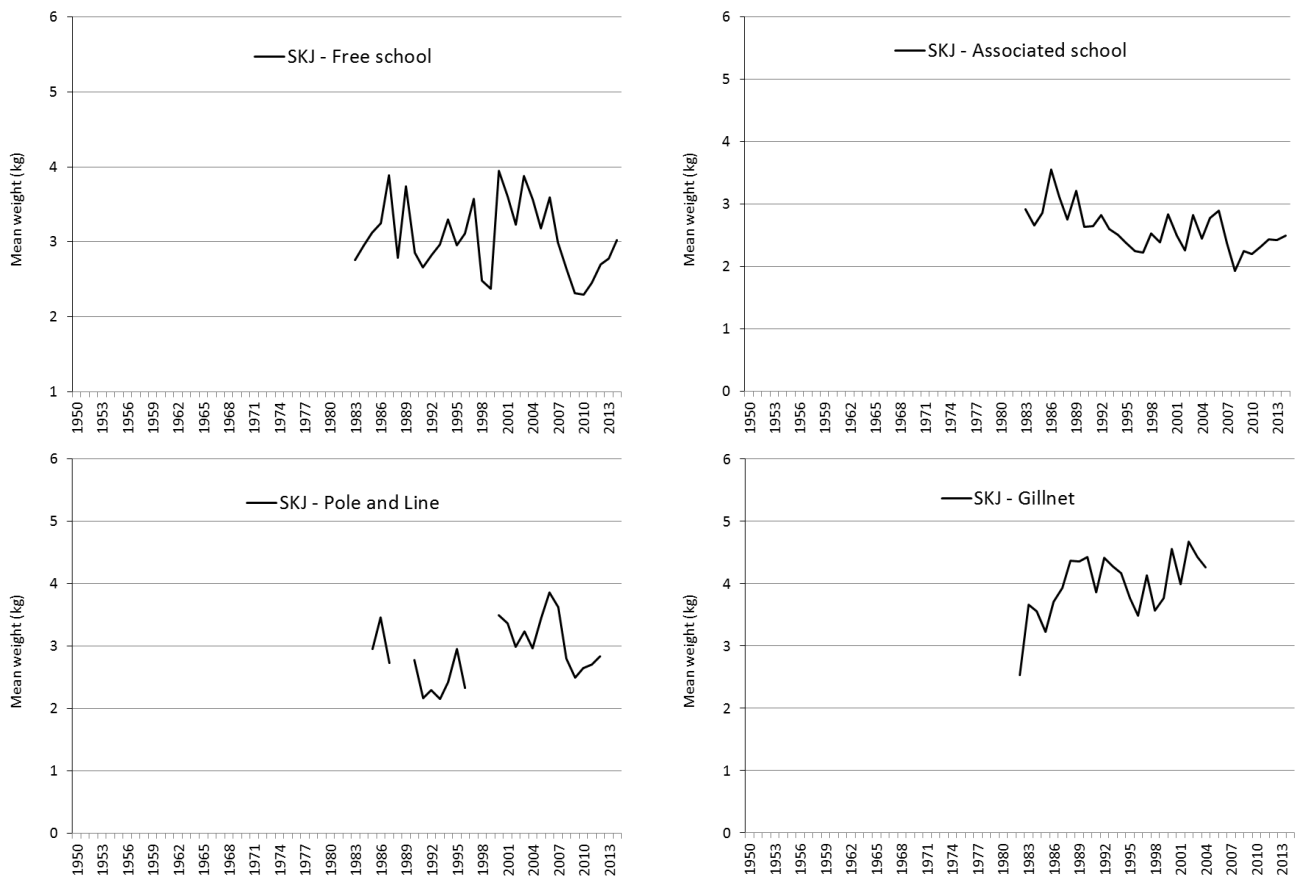 SKJ - Free school
Mean weight (kg)
6
5
4
3
2
1
1950 1953 1956 1959 1962 1965 1968 1971 1974 1977 1980 1983 1986 1989 1992 1995 1998 2001 2004 2007 2010 2013
SKJ - Associated school
Mean weight (kg)
6
5
4
3
2
1
0
1950 1953 1956 1959 1962 1965 1968 1971 1974 1977 1980 1983 1986 1989 1992 1995 1998 2001 2004 2007 2010 2013
SKJ - Pole and Line
Mean weight (kg)
6
5
4
3
2
1
0
1950 1953 1956 1959 1962 1965 1968 1971 1974 1977 1980 1983 1986 1989 1992 1995 1998 2001 2004 2007 2010 2013
SKJ - Gillnet
Mean weight (kg)
6
5
4
3
2
1
0
1950 1953 1956 1959 1962 1965 1968 1971 1974 1977 1980 1983 1986 1989 1992 1995 1998 2001 2004 2007 2010 2013